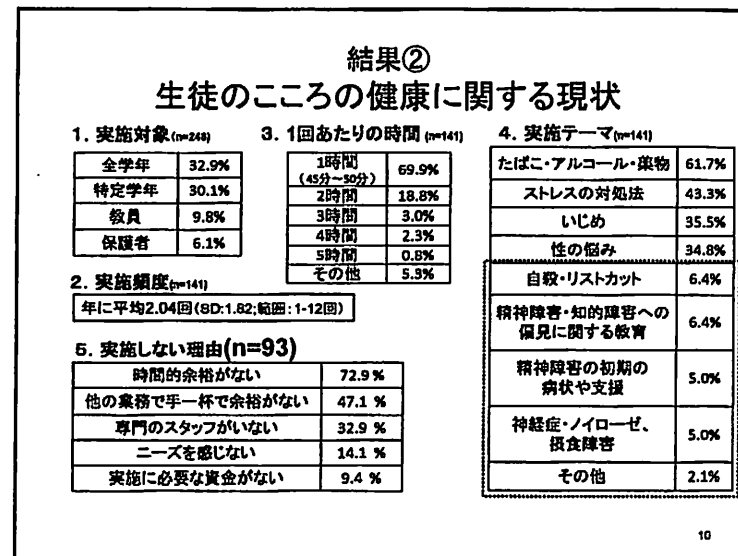 結果②
生徒のこころの健康に関する現状
1. 実施対象(n=248)
全学年 32.9%
特定学年 30.1%
教員 9.8%
保護者 6.1%
2. 実施頻度(n=141)
年に平均2.04回(SD:1.82;範囲:1-12回)
3. 1回あたりの時間(n=141)
1時間
(45分~50分) 69.9%
2時間 18.8%
3時間 3.0%
4時間 2.3%
5時間 0.8%
その他 5.3%
4. 実施テーマ(n=141)
たばこ・アルコール・薬物 61.7%
ストレスの対処法 43.3%
いじめ 35.5%
性の悩み 34.8%
自殺・リストカット 6.4%
精神障害・知的障害への
偏見に関する教育 6.4%
精神障害の初期の
病状や支援 5.0%
神経症・ノイローゼ、
摂食障害 5.0%
その他 2.1%
5. 実施しない理由(n=93)
時間的余裕がない 72.9 %
他の業務で手一杯で余裕がない 47.1 %
専門のスタッフがいない 32.9 %
ニーズを感じない 14.1 %
実施に必要な資金がない 9.4 %
10